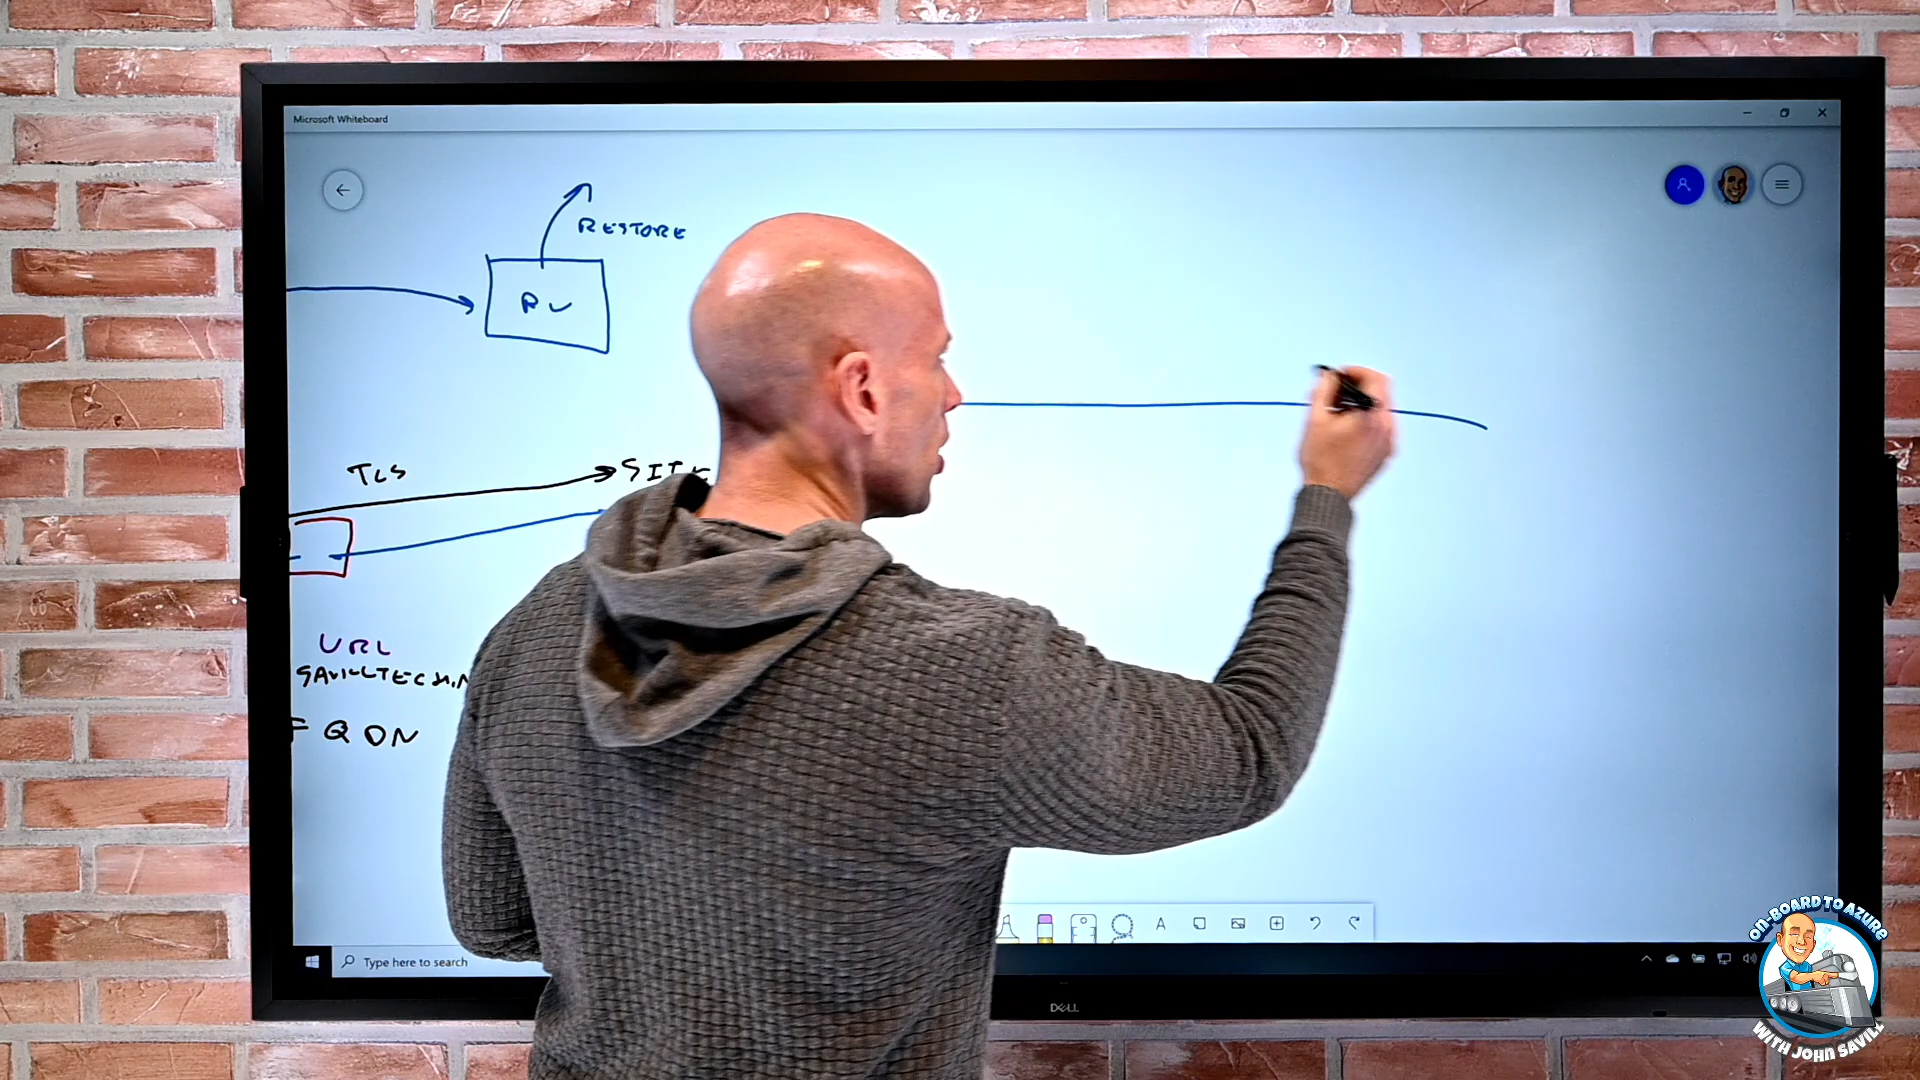 Microsoft Whiteboard
RESTORE
RV
TLS
SITE
URL
SAVILLTECH.N
FQDN
A
Type here to search
DELL
ON-BOARD TO AZURE
WITH JOHN SAVILL